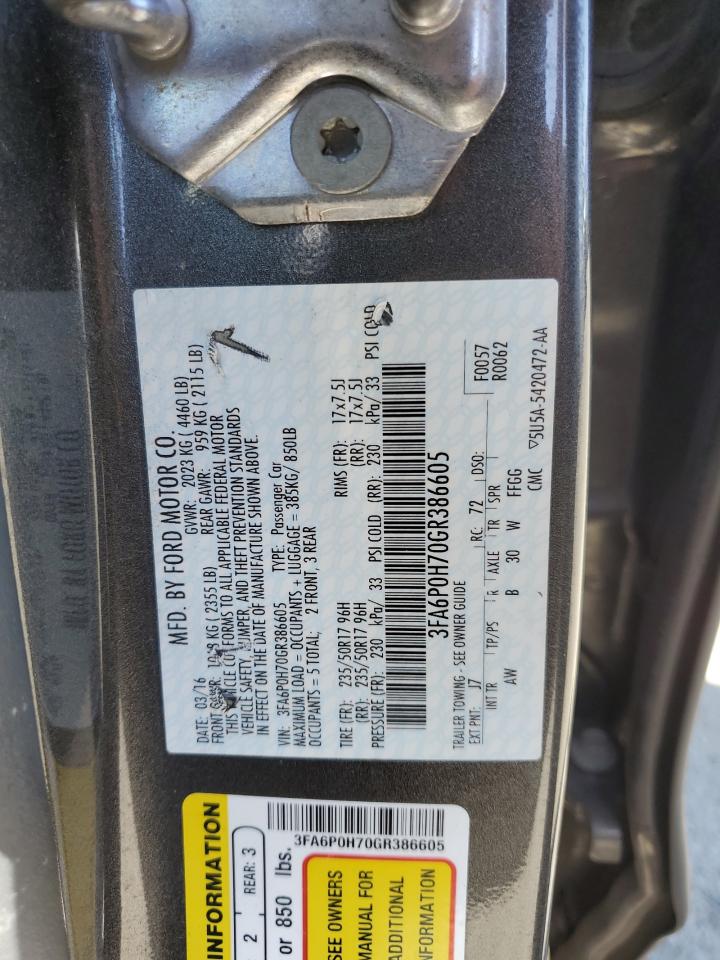 MFD. BY FORD MOTOR CO.
DATE: 03/16 GVWR: 2023 KG ( 4460 LB)
FRONT KG ( 2355 LB) REAR GAWR: 959 KG ( 2115 LB)
THIS VEHICLE CONFORMS TO ALL APPLICABLE FEDERAL MOTOR
VEHICLE SAFETY, BUMPER, AND THEFT PREVENTION STANDARDS
IN EFFECT ON THE DATE OF MANUFACTURE SHOWN ABOVE.
VIN: 3FA6P0H70GR386605 TYPE: Passenger Car
MAXIMUM LOAD = OCCUPANTS + LUGGAGE = 385KG/ 850LB
OCCUPANTS = 5 TOTAL; 2 FRONT, 3 REAR
TIRE (FR): 235/50R17 96H RIMS (FR): 17x7.5J
(RR): 235/50R17 96H (RR): 17x7.5J
PRESSURE (FR): 230 kPa/ 33 PSI COLD (RR): 230 kPa/ 33 PSI COLD
3FA6P0H70GR386605
TRAILER TOWING - SEE OWNER GUIDE
F0057
R0062
EXT PNT: J7 RC: 72 DSO:
INT TR TP/PS R AXLE TR SPR
AW B 30 W FFGG
CMC ▽5U5A-5420472-AA
INFORMATION
2 REAR: 3
or 850 lbs.
3FA6P0H70GR386605
SEE OWNERS
MANUAL FOR
ADDITIONAL
INFORMATION